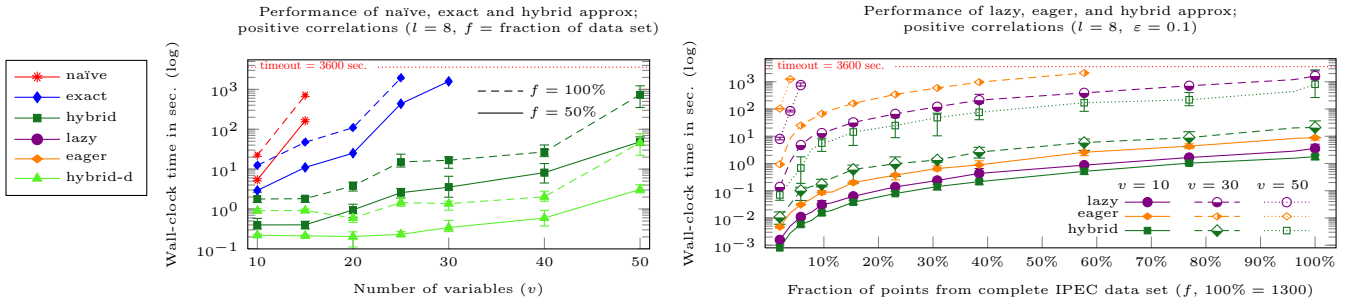 naïve
exact
hybrid
lazy
eager
hybrid-d
Performance of naïve, exact and hybrid approx;
positive correlations (l = 8, f = fraction of data set)
timeout = 3600 sec.
f = 100%
f = 50%
10^3
10^2
10^1
10^0
10^−1
Wall-clock time in sec. (log)
10
20
30
40
50
Number of variables (v)
Performance of lazy, eager, and hybrid approx;
positive correlations (l = 8, ε = 0.1)
timeout = 3600 sec.
10^3
10^2
10^1
10^0
10^−1
10^−2
10^−3
Wall-clock time in sec. (log)
v = 10 v = 30 v = 50
lazy
eager
hybrid
10% 20% 30% 40% 50% 60% 70% 80% 90% 100%
Fraction of points from complete IPEC data set (f, 100% = 1300)